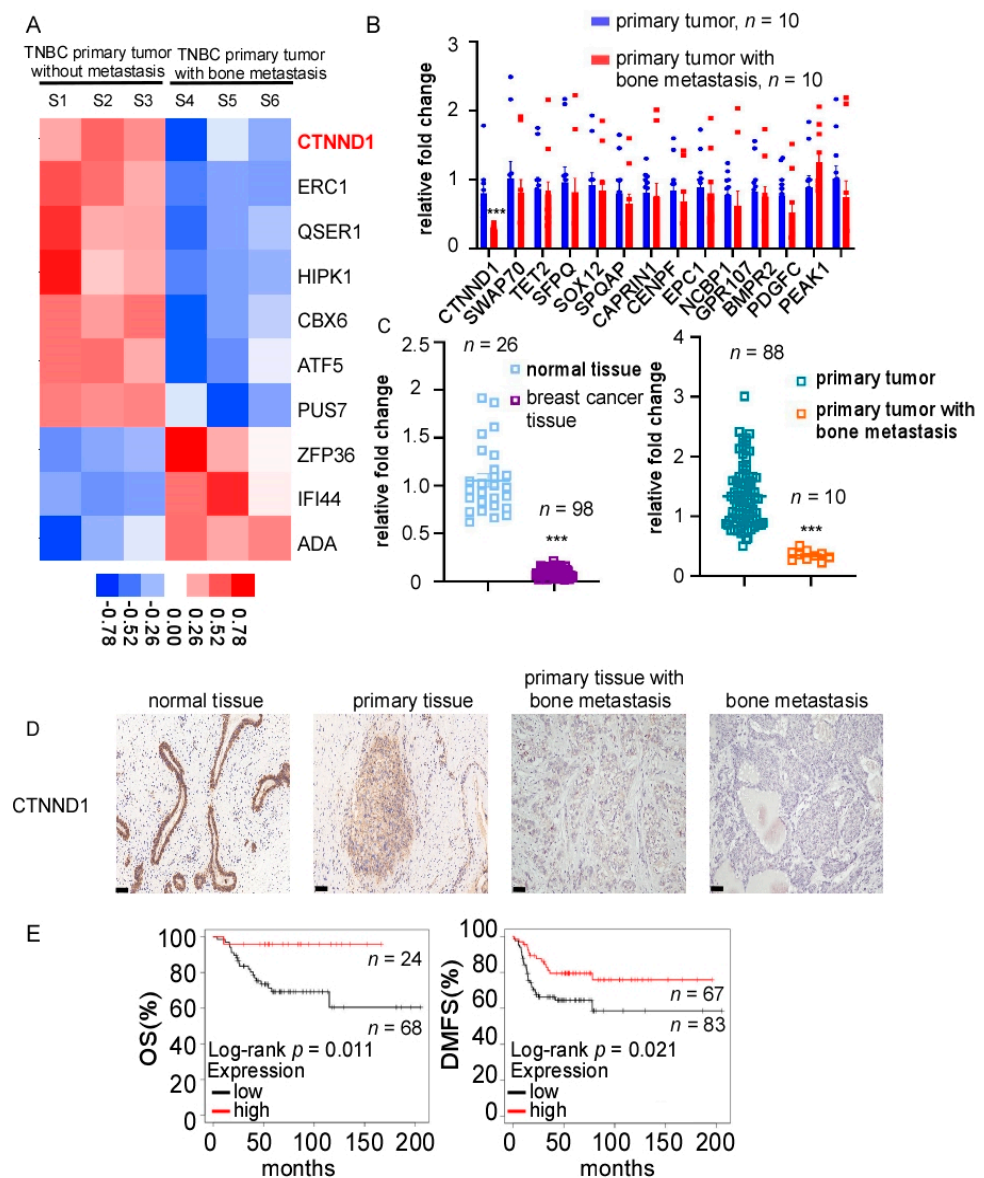 A
TNBC primary tumor
without metastasis
TNBC primary tumor
with bone metastasis
S1 S2 S3 S4 S5 S6
CTNND1
ERC1
QSER1
HIPK1
CBX6
ATF5
PUS7
ZFP36
IFI44
ADA
-0.78
-0.52
-0.26
0.00
0.26
0.52
0.78
B
primary tumor, n = 10
primary tumor with
bone metastasis, n = 10
relative fold change
3
2
1
0
***
CTNND1
SWAP70
TET2
SFPQ
SOX12
SPQAP
CAPRIN1
CENPF
EPC1
NCBP1
GPR107
BMPR2
PDGFC
PEAK1
C
relative fold change
2.5
2
1.5
1.0
0.5
0
n = 26
normal tissue
breast cancer
tissue
n = 98
***
relative fold change
4
3
2
1
0
n = 88
primary tumor
primary tumor with
bone metastasis
n = 10
***
D
normal tissue
primary tissue
primary tissue with
bone metastasis
bone metastasis
CTNND1
E
OS(%)
100
80
60
40
20
0
n = 24
n = 68
Log-rank p = 0.011
Expression
low
high
0 50 100 150 200
months
DMFS(%)
100
80
60
40
20
0
n = 67
n = 83
Log-rank p = 0.021
Expression
low
high
0 50 100 150 200
months